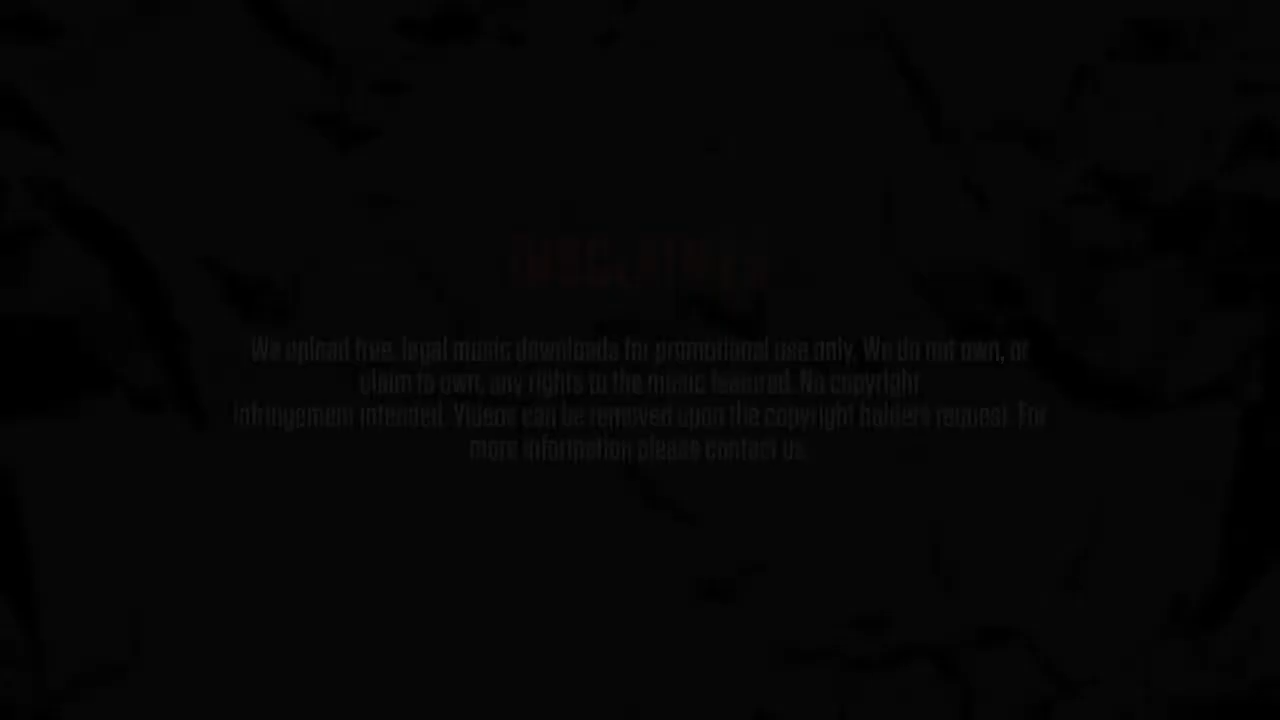 DISCLAIMER
We upload free, legal music downloads for promotional use only. We do not own, or
claim to own, any rights to the music featured. No copyright
infringement intended. Videos can be removed upon the copyright holders request. For
more information please contact us.